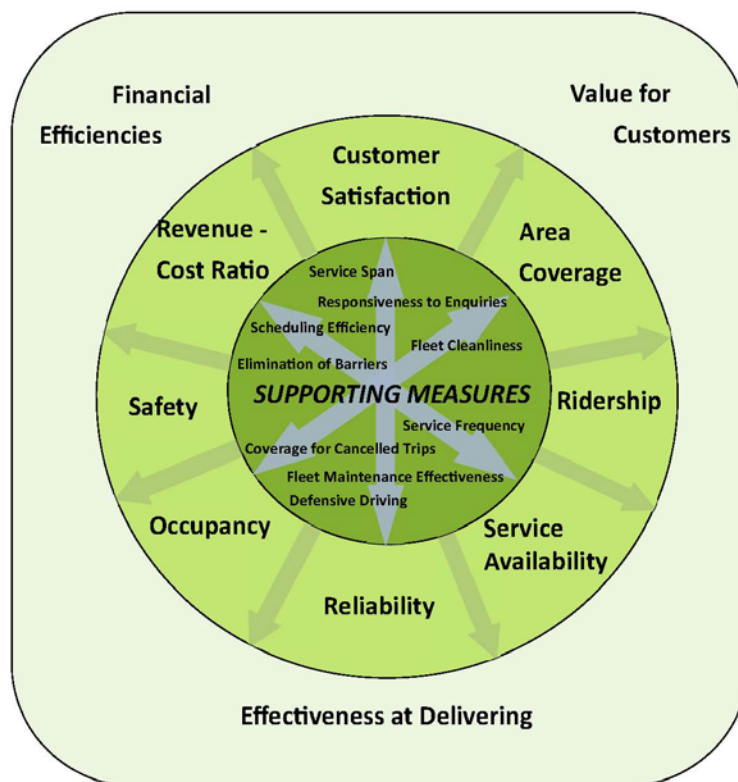 Financial
Efficiencies
Value for
Customers
Customer
Satisfaction
Revenue -
Cost Ratio
Area
Coverage
Service Span
Responsiveness to Enquiries
Scheduling Efficiency
Fleet Cleanliness
Elimination of Barriers
SUPPORTING MEASURES
Safety
Ridership
Service Frequency
Coverage for Cancelled Trips
Fleet Maintenance Effectiveness
Defensive Driving
Occupancy
Service
Availability
Reliability
Effectiveness at Delivering